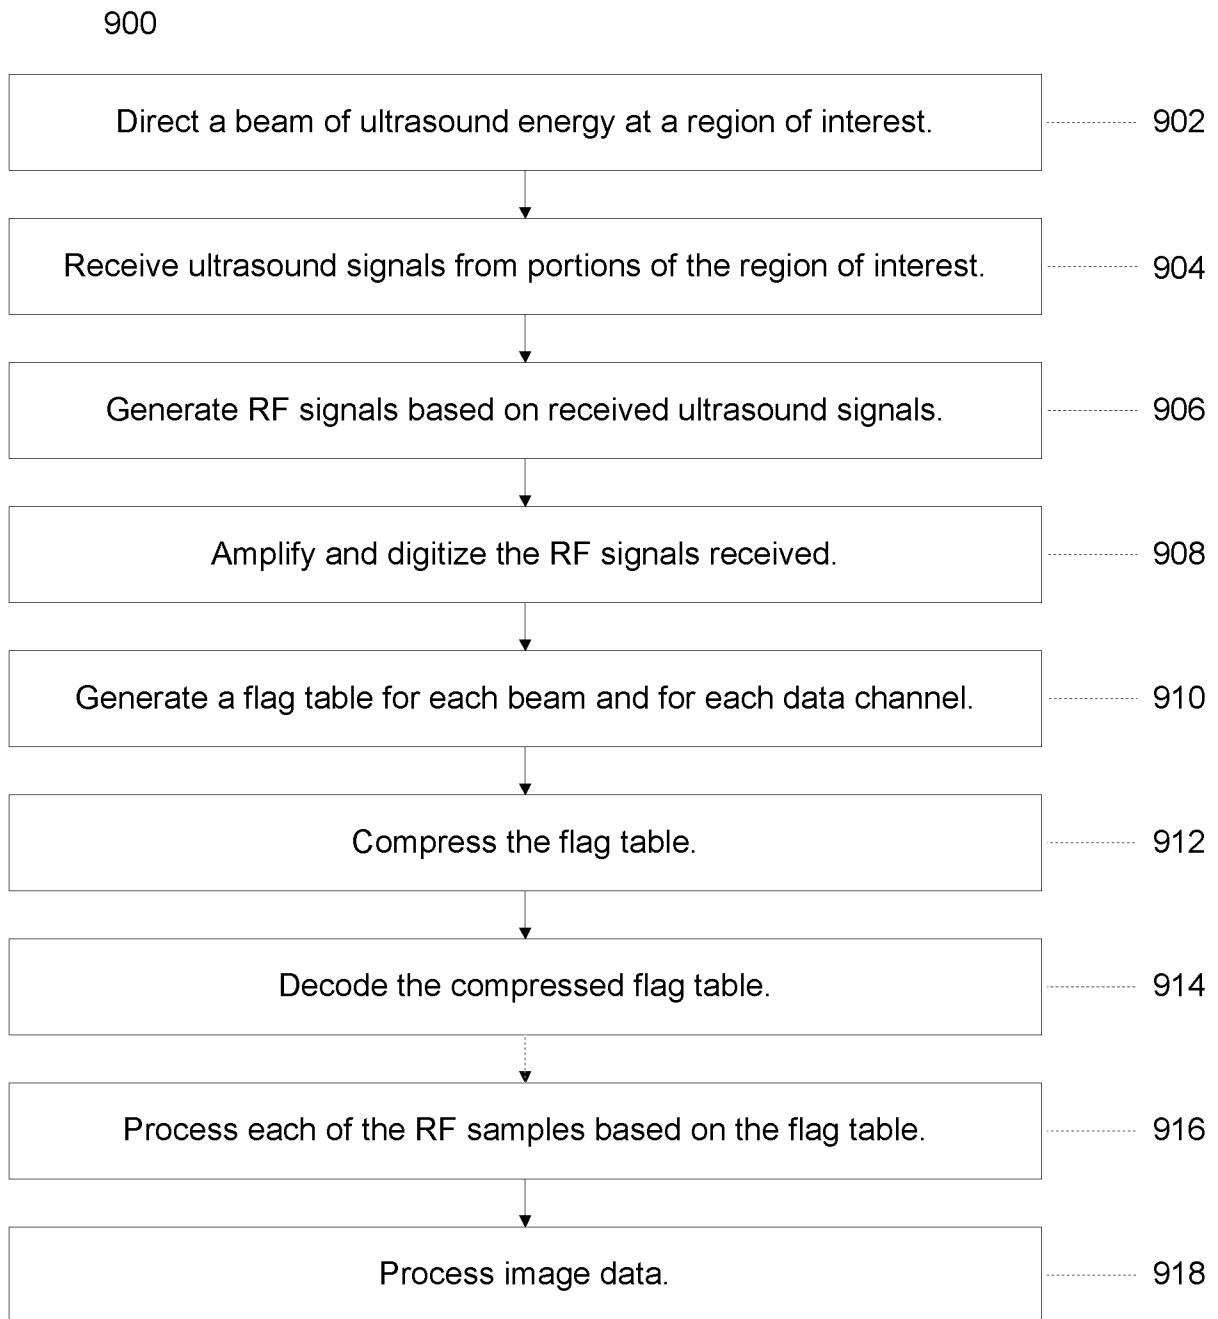 900
Direct a beam of ultrasound energy at a region of interest.
902
Receive ultrasound signals from portions of the region of interest.
904
Generate RF signals based on received ultrasound signals.
906
Amplify and digitize the RF signals received.
908
Generate a flag table for each beam and for each data channel.
910
Compress the flag table.
912
Decode the compressed flag table.
914
Process each of the RF samples based on the flag table.
916
Process image data.
918